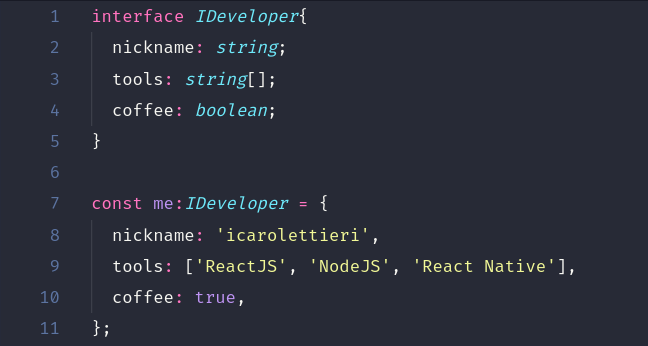 1 interface IDeveloper{
2 nickname: string;
3 tools: string[];
4 coffee: boolean;
5 }
6
7 const me:IDeveloper = {
8 nickname: 'icarolettieri',
9 tools: ['ReactJS', 'NodeJS', 'React Native'],
10 coffee: true,
11 };